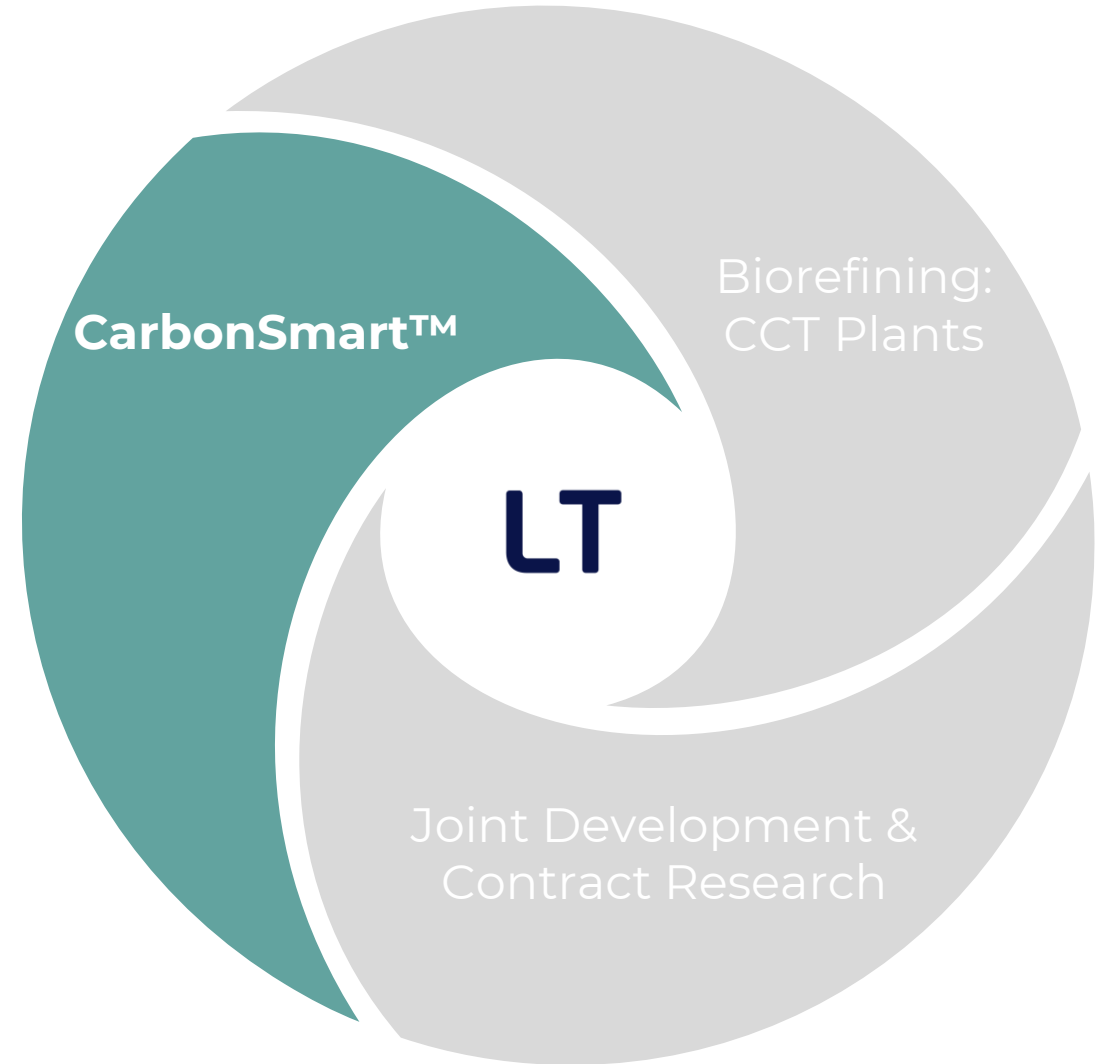 Biorefining:
CCT Plants
CarbonSmart™
LT
Joint Development &
Contract Research